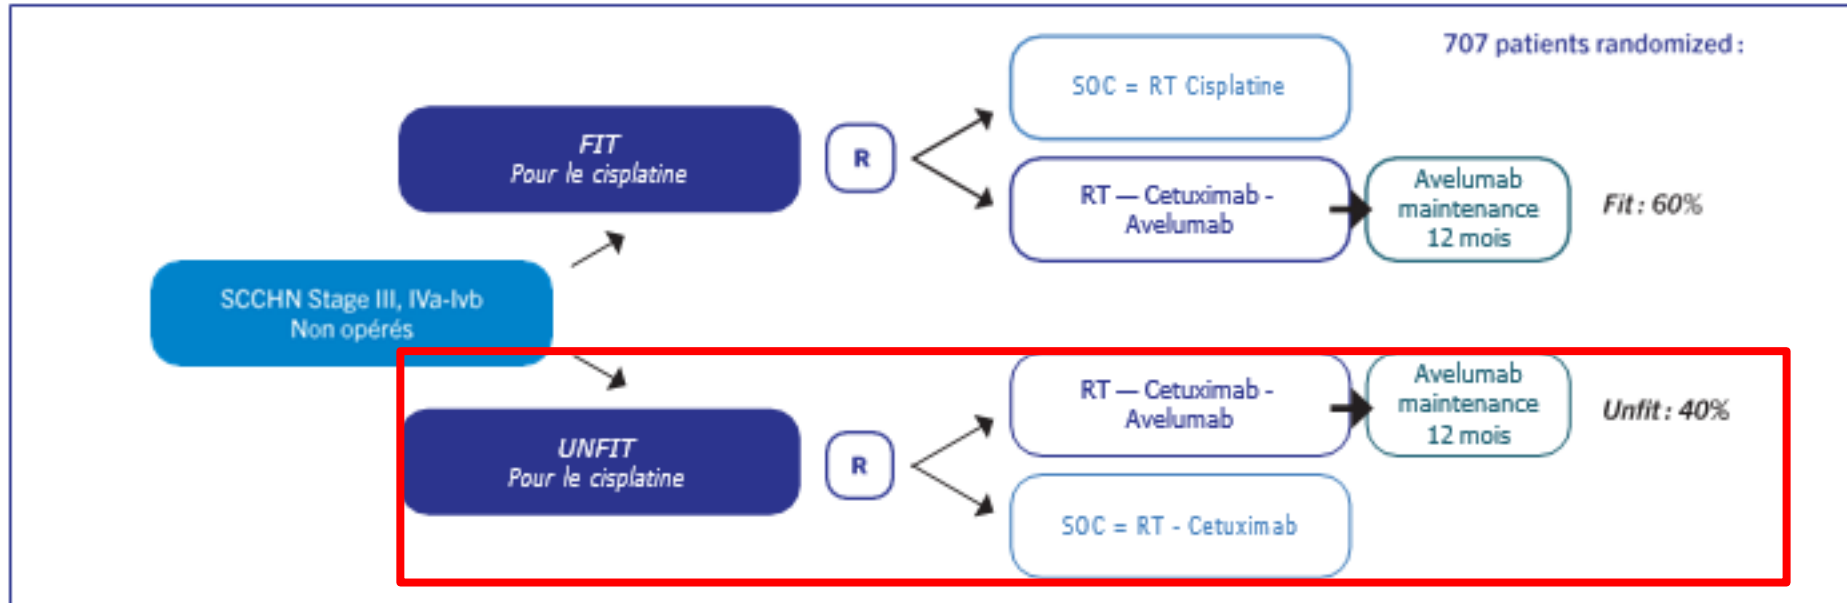 707 patients randomized :
SOC = RT Cisplatine
FIT
Pour le cisplatine
R
RT — Cetuximab -
Avelumab
Avelumab
maintenance
12 mois
Fit : 60%
SCCHN Stage III, IVa-Ivb
Non opérés
UNFIT
Pour le cisplatine
R
RT — Cetuximab -
Avelumab
Avelumab
maintenance
12 mois
Unfit : 40%
SOC = RT - Cetuximab